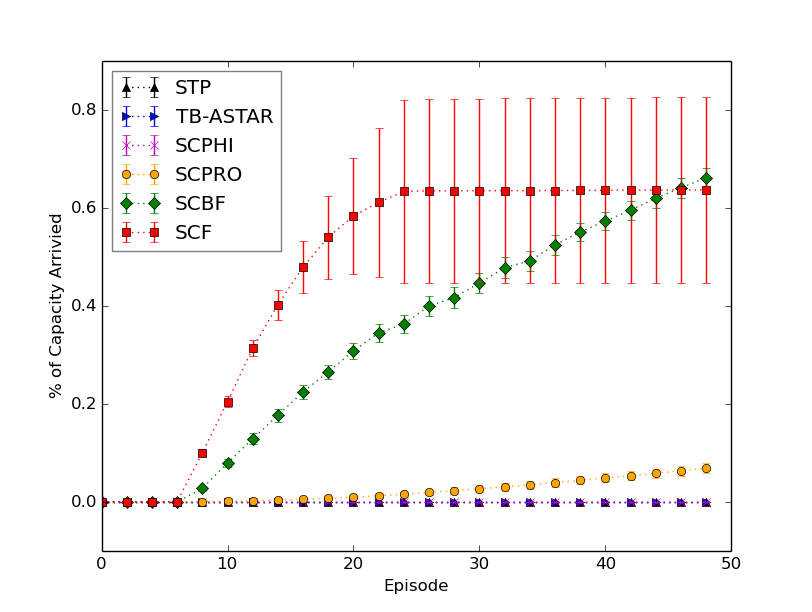 STP
TB-ASTAR
SCPHI
SCPRO
SCBF
SCF
% of Capacity Arrivied
0.8
0.6
0.4
0.2
0.0
0 10 20 30 40 50
Episode